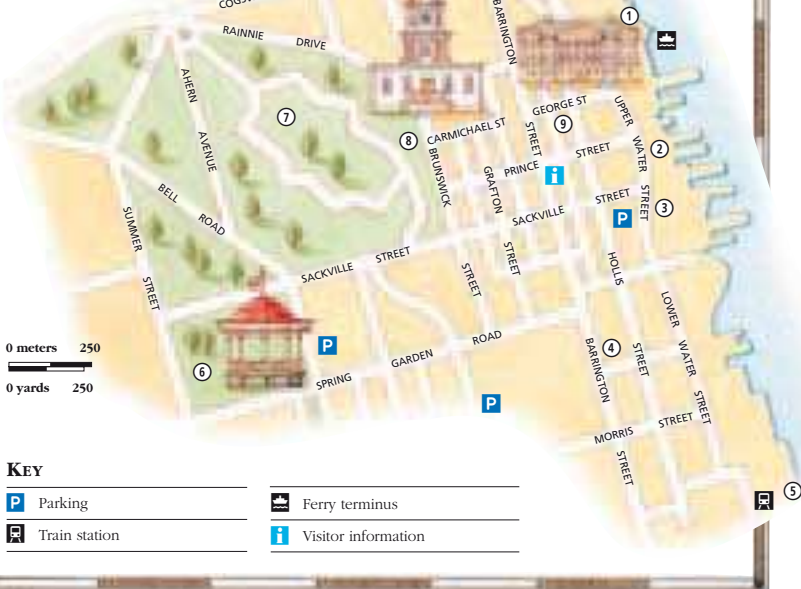 COGS
RAINNIE DRIVE
BARRINGTON
STREET
1
AHERN
AVENUE
7
GEORGE ST
9
UPPER
WATER
STREET
8
CARMICHAEL ST
BRUNSWICK
STREET
PRINCE STREET
2
GRAFTON
STREET
i
BELL
ROAD
SACKVILLE STREET
3
P
SUMMER
STREET
SACKVILLE STREET
HOLLIS
STREET
LOWER
WATER
STREET
0 meters 250
0 yards 250
P
6
SPRING GARDEN ROAD
BARRINGTON
STREET
4
P
MORRIS STREET
5
KEY
P Parking
Train station
Ferry terminus
i Visitor information